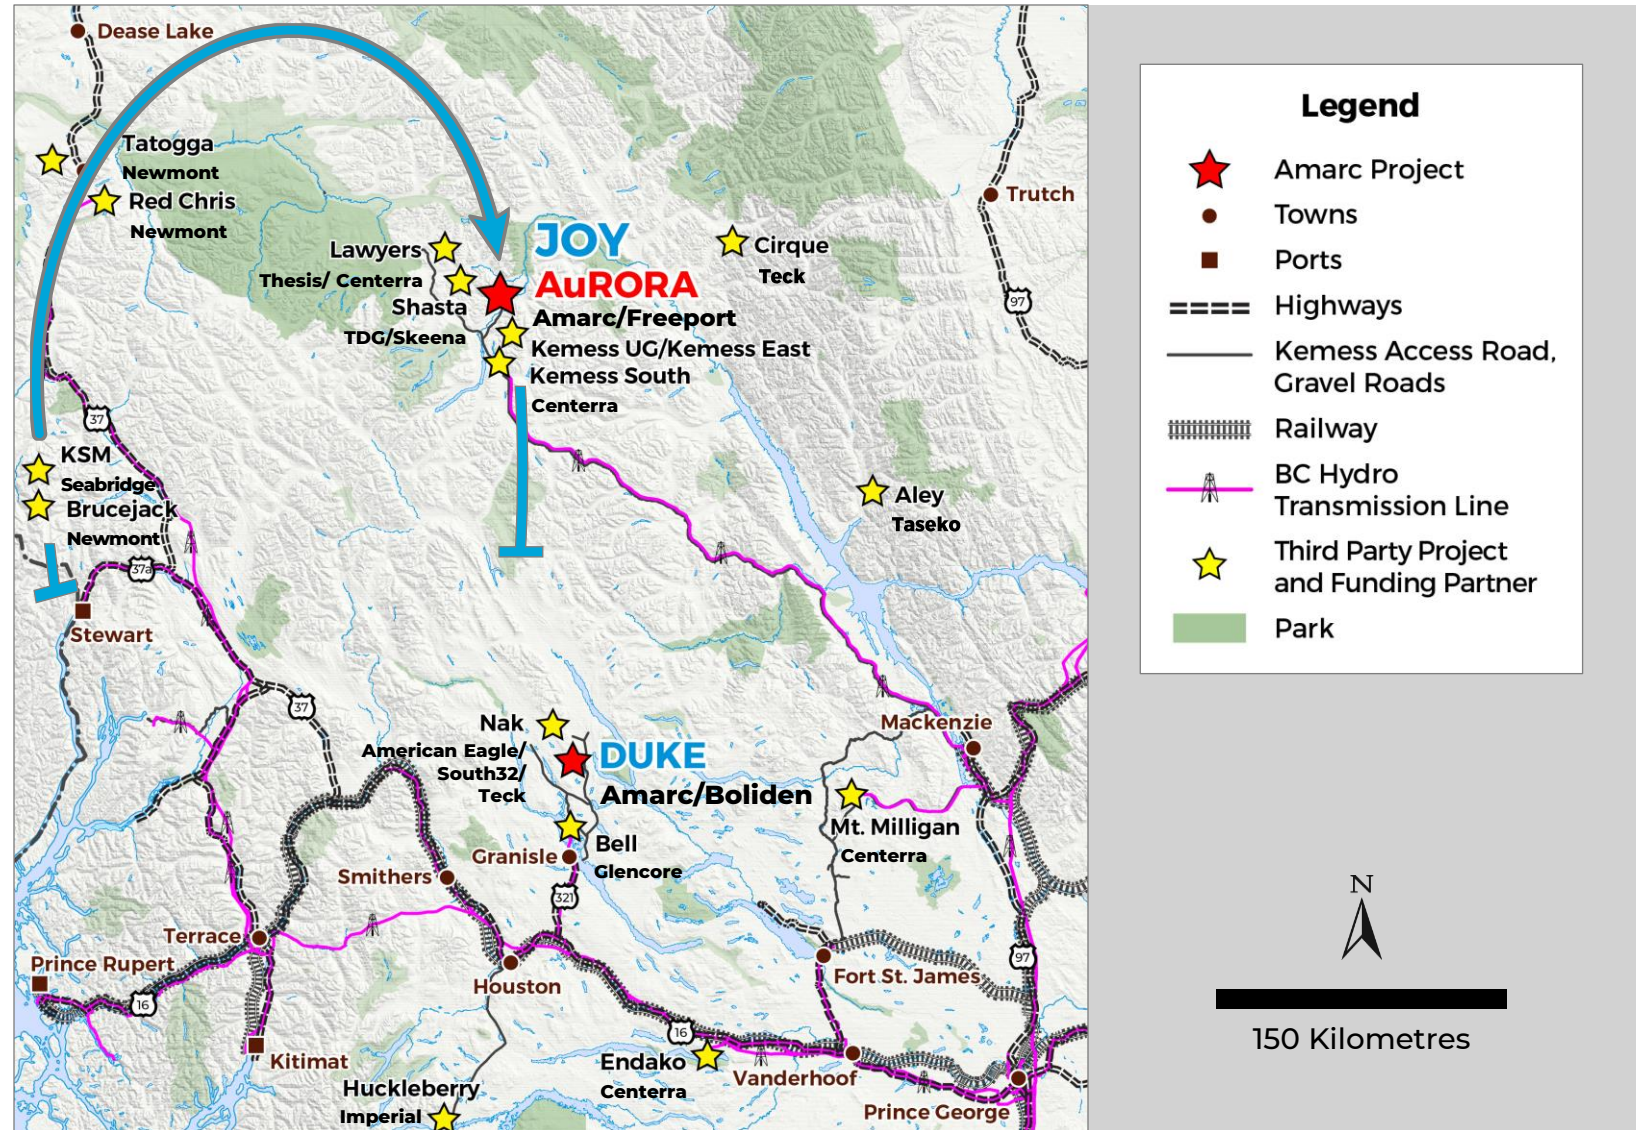 Dease Lake
Tatogga
Newmont
Red Chris
Newmont
Trutch
Lawyers
Thesis/ Centerra
Shasta
TDG/Skeena
JOY
AuRORA
Amarc/Freeport
Kemess UG/Kemess East
Kemess South
Centerra
Cirque
Teck
97
37
KSM
Seabridge
Brucejack
Newmont
37a
Stewart
Aley
Taseko
37
Nak
American Eagle/
South32/
Teck
DUKE
Amarc/Boliden
Mackenzie
Mt. Milligan
Centerra
Bell
Glencore
Granisle
Smithers
321
Terrace
Prince Rupert
16
Kitimat
Houston
Fort St. James
97
16
Endako
Centerra
Vanderhoof
Prince George
Huckleberry
Imperial
Legend
Amarc Project
Towns
Ports
Highways
Kemess Access Road,
Gravel Roads
Railway
BC Hydro
Transmission Line
Third Party Project
and Funding Partner
Park
N
150 Kilometres